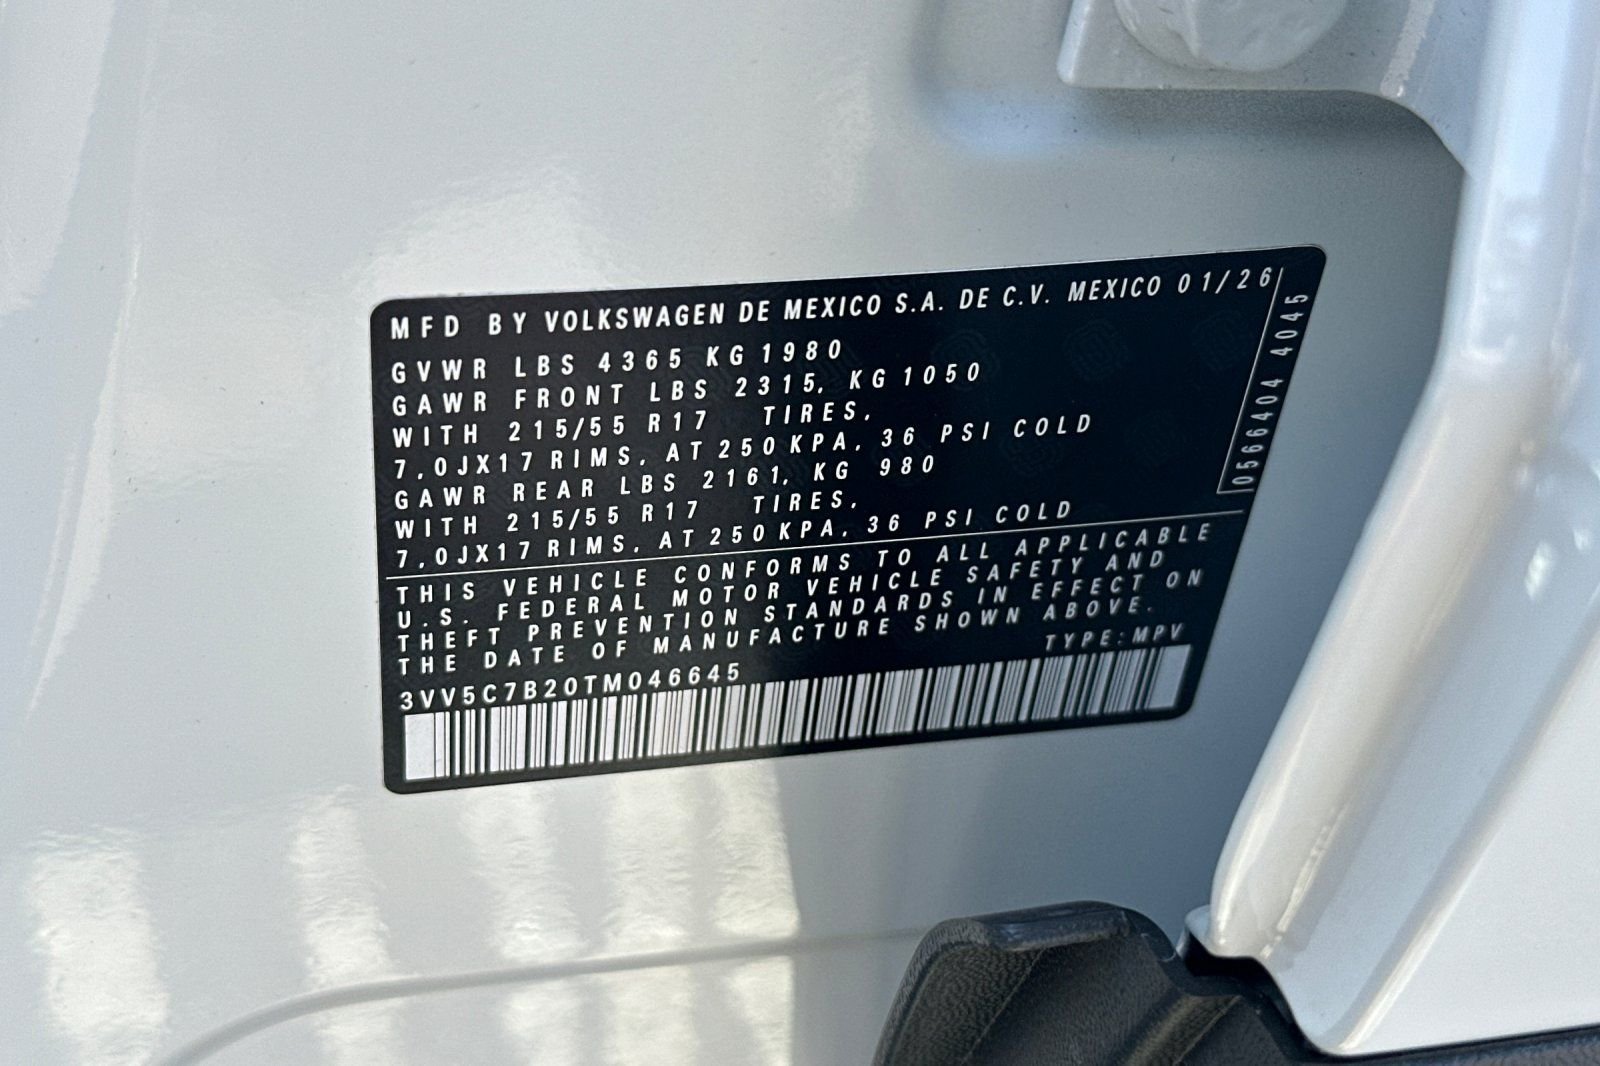 MFD BY VOLKSWAGEN DE MEXICO S.A. DE C.V. MEXICO 01/26
GVWR LBS 4365 KG 1980
GAWR FRONT LBS 2315, KG 1050
WITH 215/55 R17 TIRES,
7,0JX17 RIMS, AT 250KPA, 36 PSI COLD
GAWR REAR LBS 2161, KG 980
WITH 215/55 R17 TIRES,
7,0JX17 RIMS, AT 250KPA, 36 PSI COLD
0566404 4045
THIS VEHICLE CONFORMS TO ALL APPLICABLE
U.S. FEDERAL MOTOR VEHICLE SAFETY AND
THEFT PREVENTION STANDARDS IN EFFECT ON
THE DATE OF MANUFACTURE SHOWN ABOVE.
TYPE:MPV
3VV5C7B20TM046645